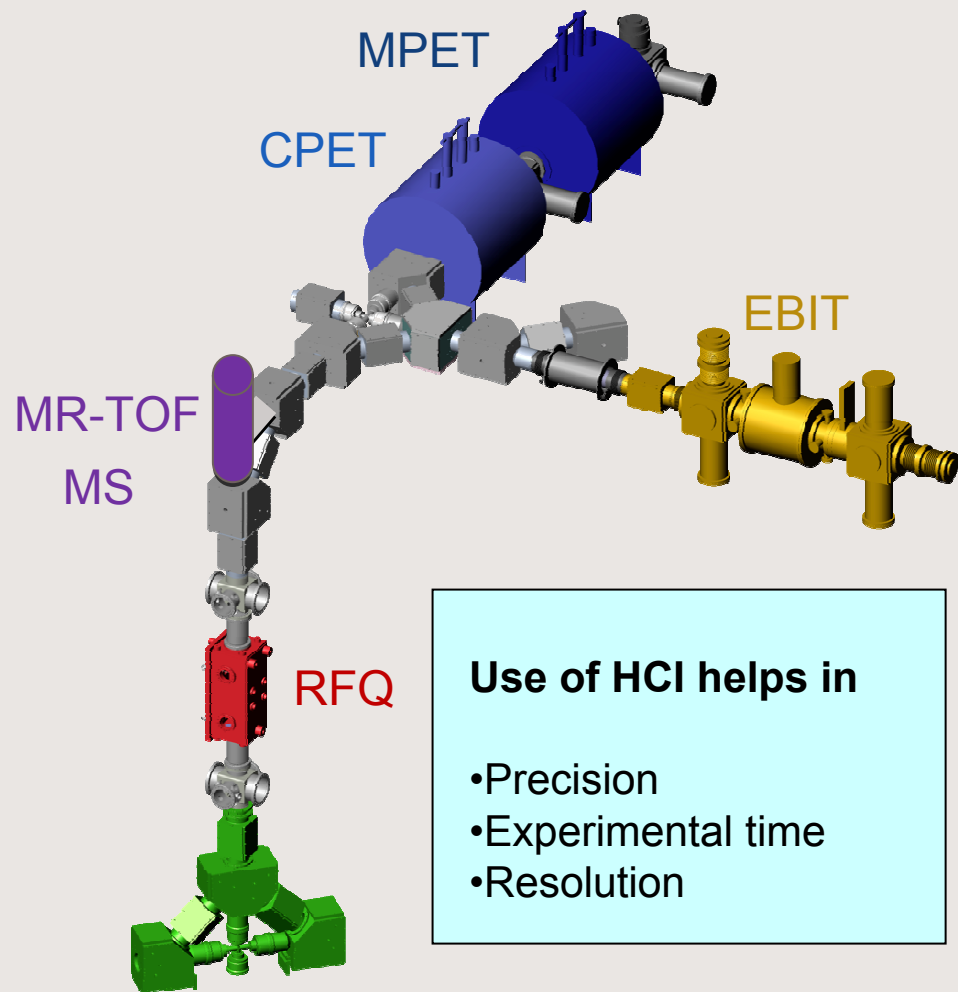 MPET
CPET
EBIT
MR-TOF
MS
RFQ
Use of HCI helps in
•Precision
•Experimental time
•Resolution